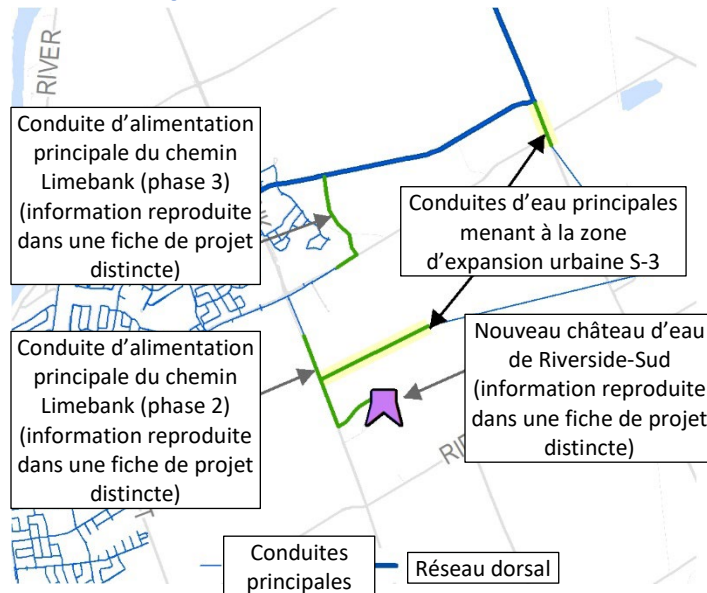 RIVER
Conduite d'alimentation
principale du chemin
Limebank (phase 3)
(information reproduite
dans une fiche de projet
distincte)
Conduites d'eau principales
menant à la zone
d'expansion urbaine S-3
Conduite d'alimentation
principale du chemin
Limebank (phase 2)
(information reproduite
dans une fiche de projet
distincte)
Nouveau château d'eau
de Riverside-Sud
(information reproduite
dans une fiche de projet
distincte)
Conduites
principales
Réseau dorsal